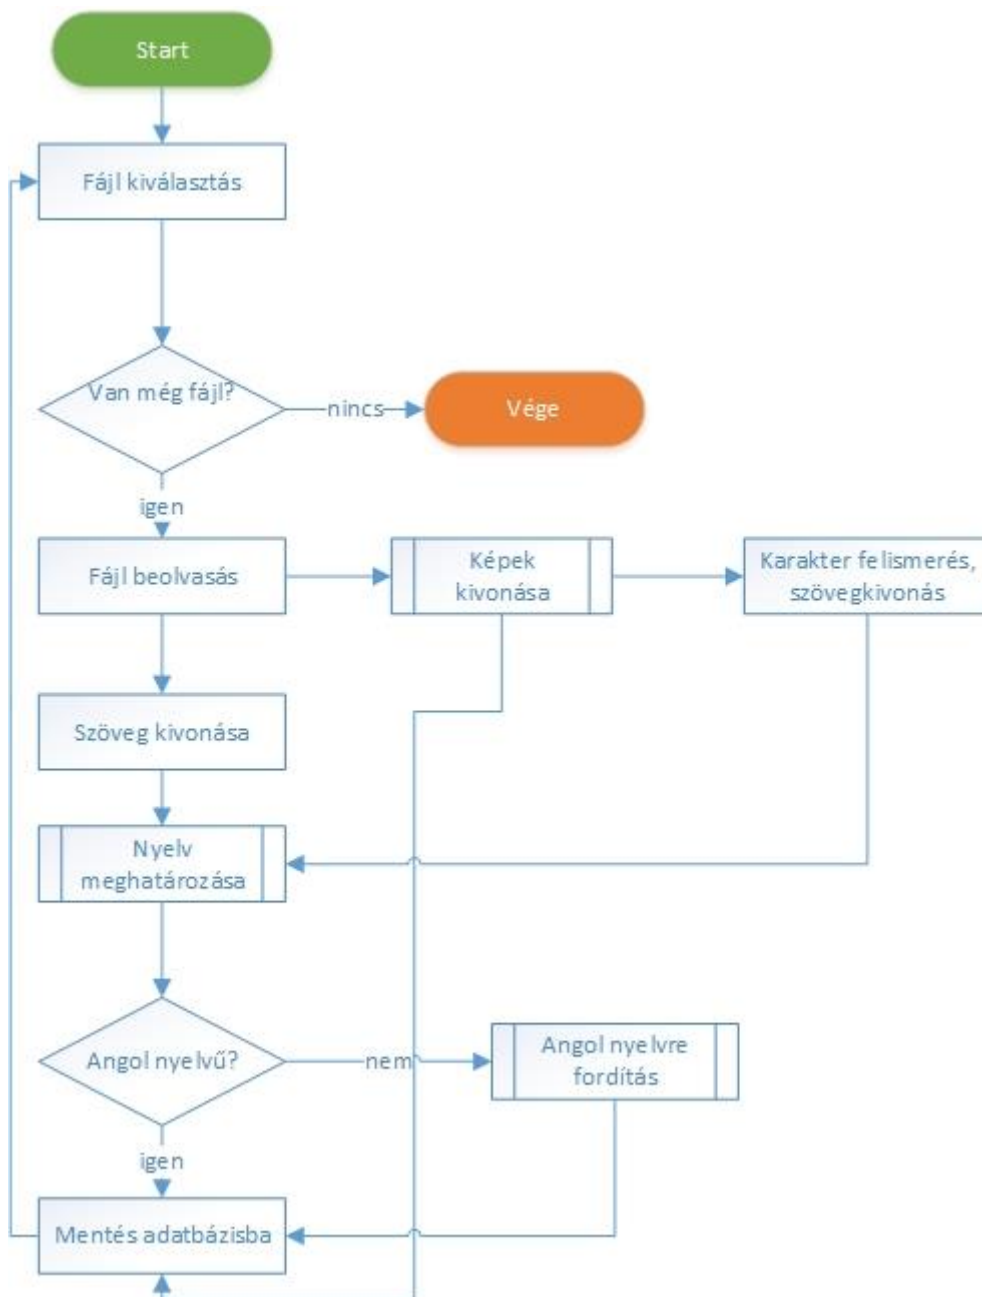 Start
Fájl kiválasztás
Van még fájl?
nincs
Vége
igen
Fájl beolvasás
Képek
kivonása
Karakter felismerés,
szövegkivonás
Szöveg kivonása
Nyelv
meghatározása
Angol nyelvű?
nem
Angol nyelvre
fordítás
igen
Mentés adatbázisba